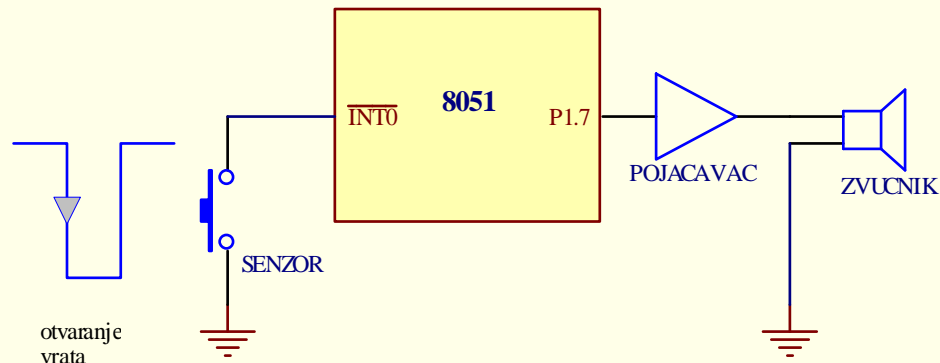 8051
INT0
P1.7
POJACAVAC
ZVUCNIK
SENZOR
otvaranje
vrata